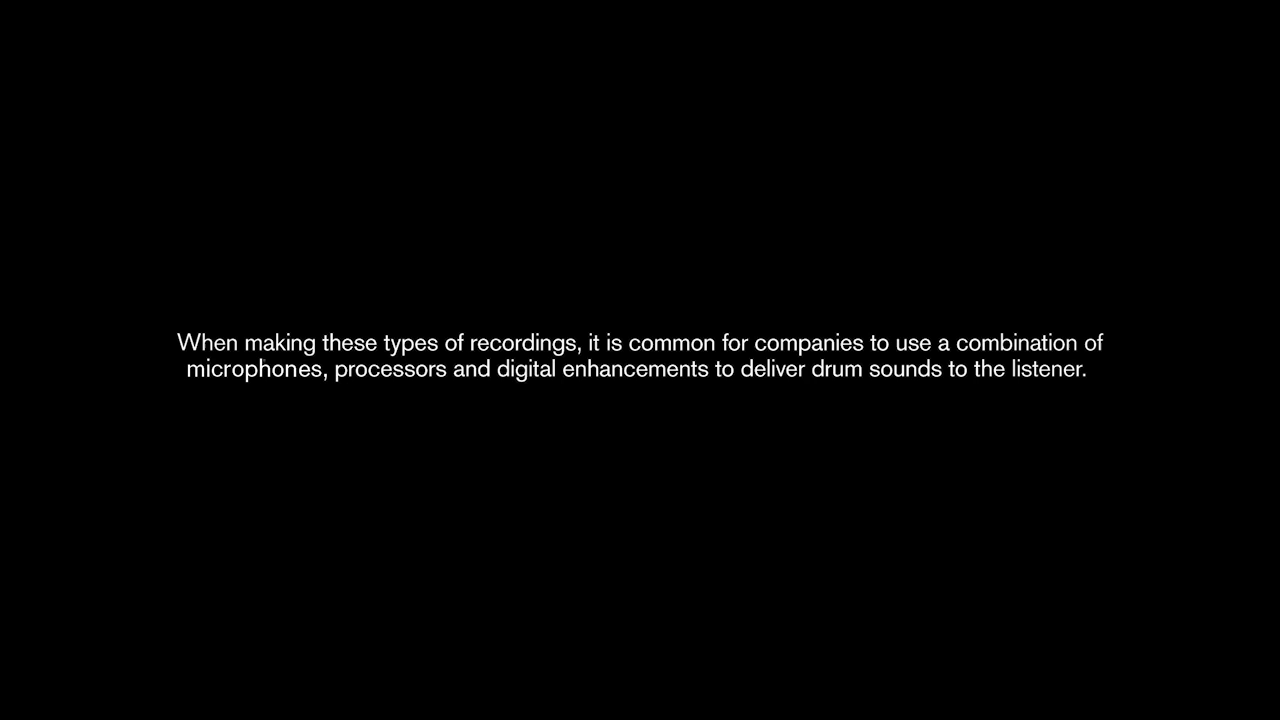 When making these types of recordings, it is common for companies to use a combination of
microphones, processors and digital enhancements to deliver drum sounds to the listener.